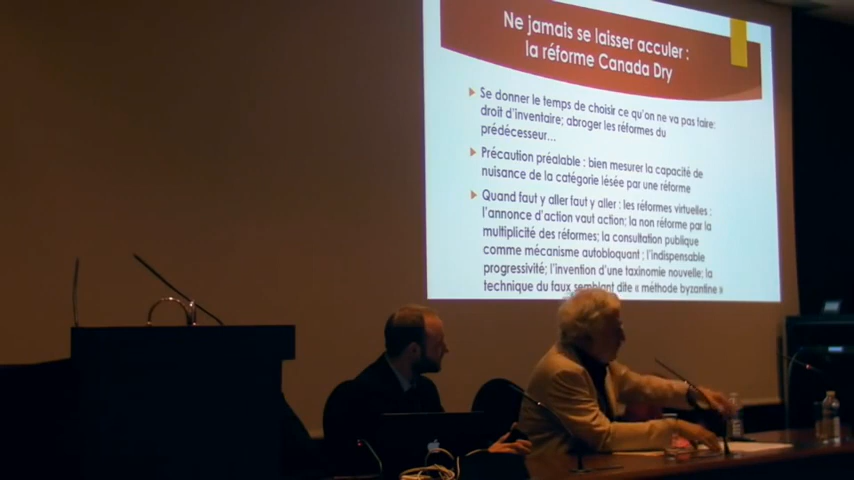 Ne jamais se laisser acculer :
la réforme Canada Dry
Se donner le temps de choisir ce qu'on ne va pas faire:
droit d'inventaire; abroger les réformes du
prédécesseur...
Précaution préalable : bien mesurer la capacité de
nuisance de la catégorie lésée par une réforme
Quand faut y aller faut y aller : les réformes virtuelles :
l'annonce d'action vaut action; la non réforme par la
multiplicité des réformes; la consultation publique
comme mécanisme autobloquant ; l'indispensable
progressivité; l'invention d'une taxinomie nouvelle; la
technique du faux semblant dite « méthode byzantine »